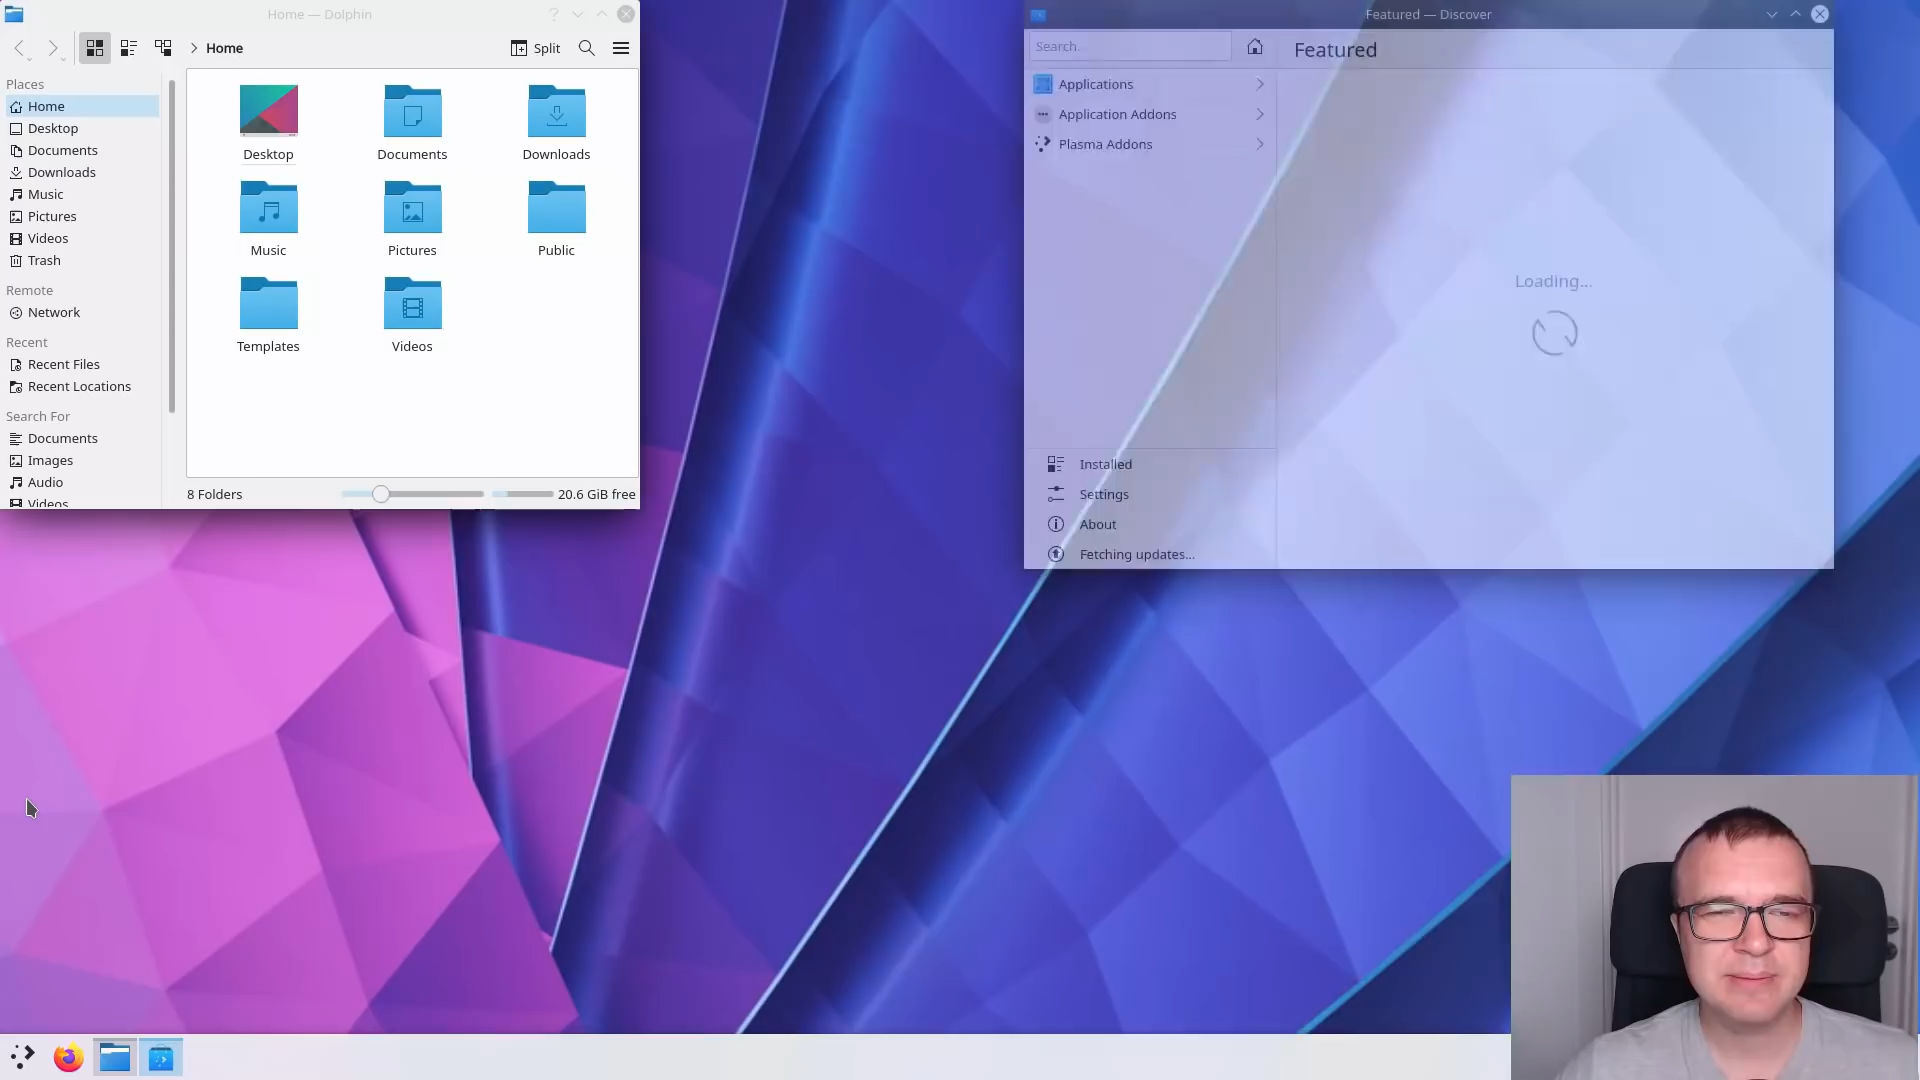 Home — Dolphin
Home
Split
Places
Home
Desktop
Documents
Downloads
Music
Pictures
Videos
Trash
Remote
Network
Recent
Recent Files
Recent Locations
Search For
Documents
Images
Audio
Videos
Desktop
Documents
Downloads
Music
Pictures
Public
Templates
Videos
8 Folders
20.6 GiB free
Featured — Discover
Search...
Featured
Applications
Application Addons
Plasma Addons
Loading...
Installed
Settings
About
Fetching updates...